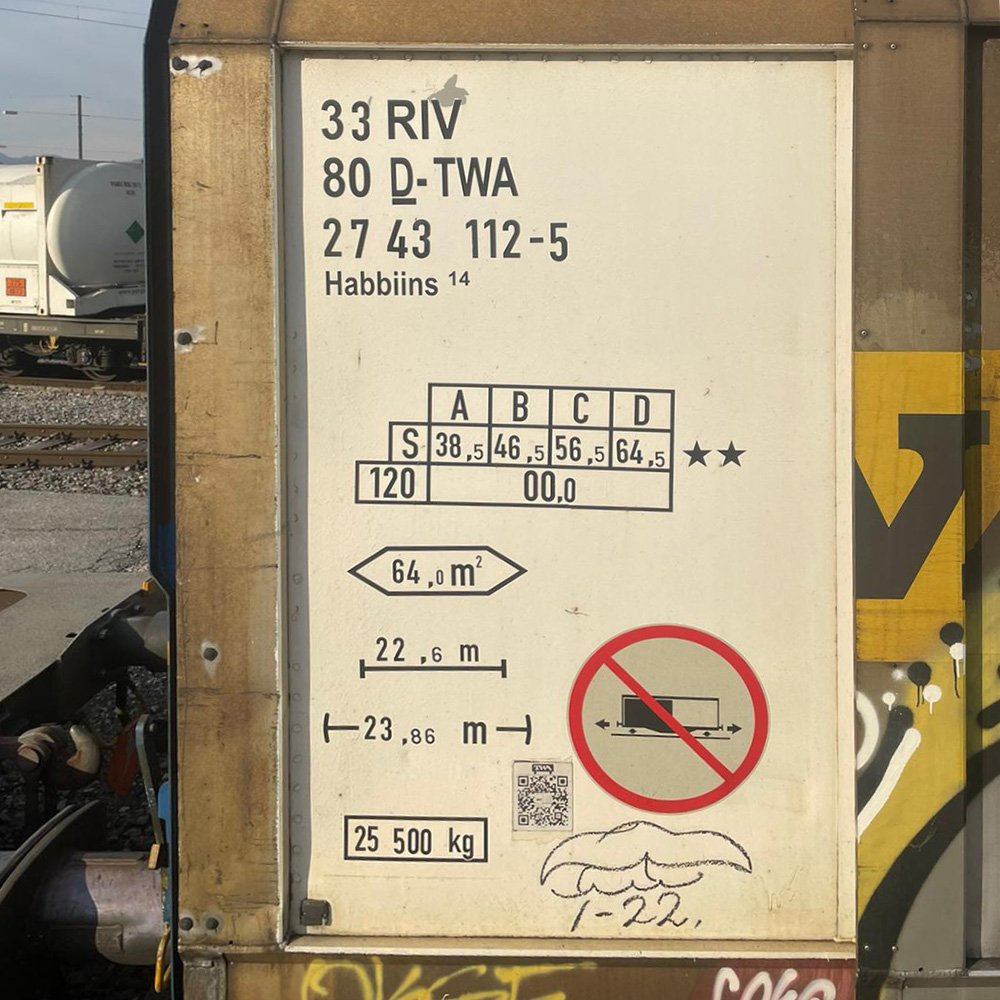 33 RIV
80 D-TWA
27 43 112-5
Habbiins 14
A B C D
S 38,5 46,5 56,5 64,5 ★★
120 00,0
64,0 m²
22,6 m
23,86 m
25 500 kg
1-22.